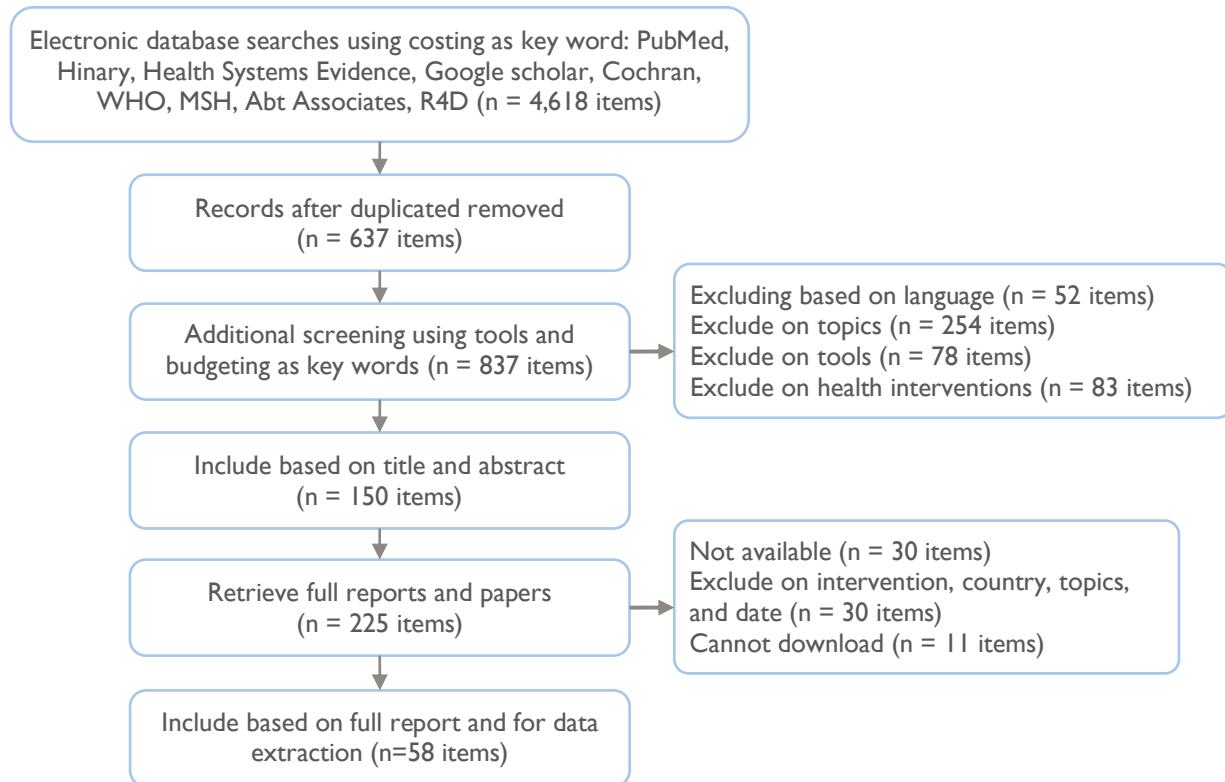 Electronic database searches using costing as key word: PubMed,
Hinary, Health Systems Evidence, Google scholar, Cochran,
WHO, MSH, Abt Associates, R4D (n = 4,618 items)
Records after duplicated removed
(n = 637 items)
Additional screening using tools and
budgeting as key words (n = 837 items)
Excluding based on language (n = 52 items)
Exclude on topics (n = 254 items)
Exclude on tools (n = 78 items)
Exclude on health interventions (n = 83 items)
Include based on title and abstract
(n = 150 items)
Retrieve full reports and papers
(n = 225 items)
Not available (n = 30 items)
Exclude on intervention, country, topics,
and date (n = 30 items)
Cannot download (n = 11 items)
Include based on full report and for data
extraction (n=58 items)